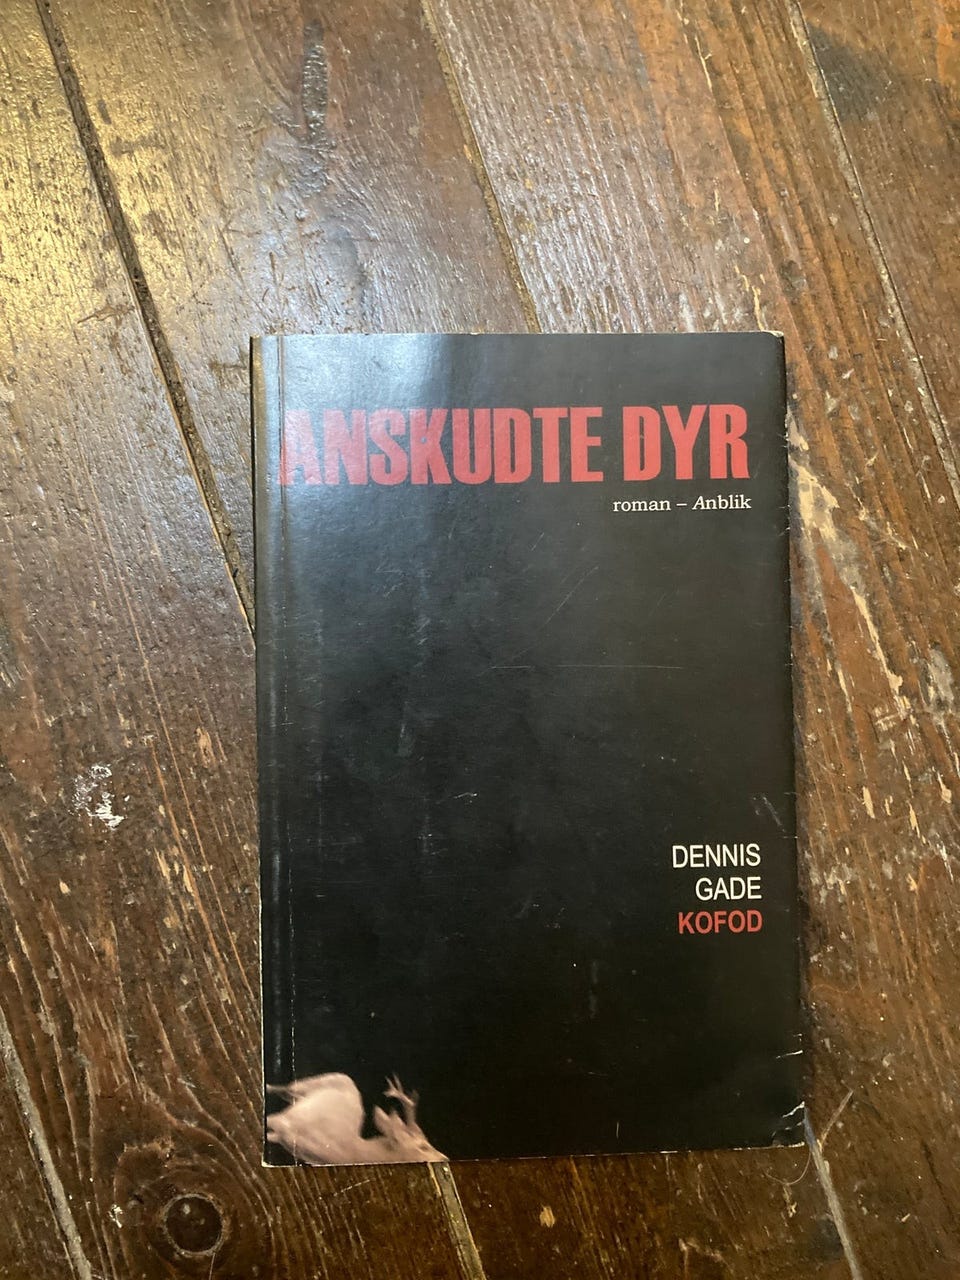 ANSKUDTE DYR
roman – Anblik
DENNIS
GADE
KOFOD